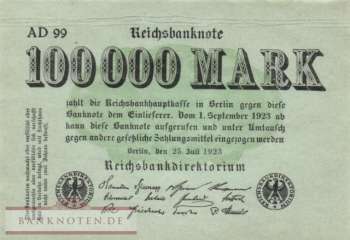 AD 99
Reichsbanknote
100000 MARK
zahlt die Reichsbankhauptkasse in Berlin gegen diese
Banknote dem Einlieferer. Vom 1. September 1923 ab
kann diese Banknote aufgerufen und unter Umtausch
gegen andere gesetzliche Zahlungsmittel eingezogen werden
Berlin, den 25. Juli 1923
Reichsbankdirektorium
BANKNOTEN.DE